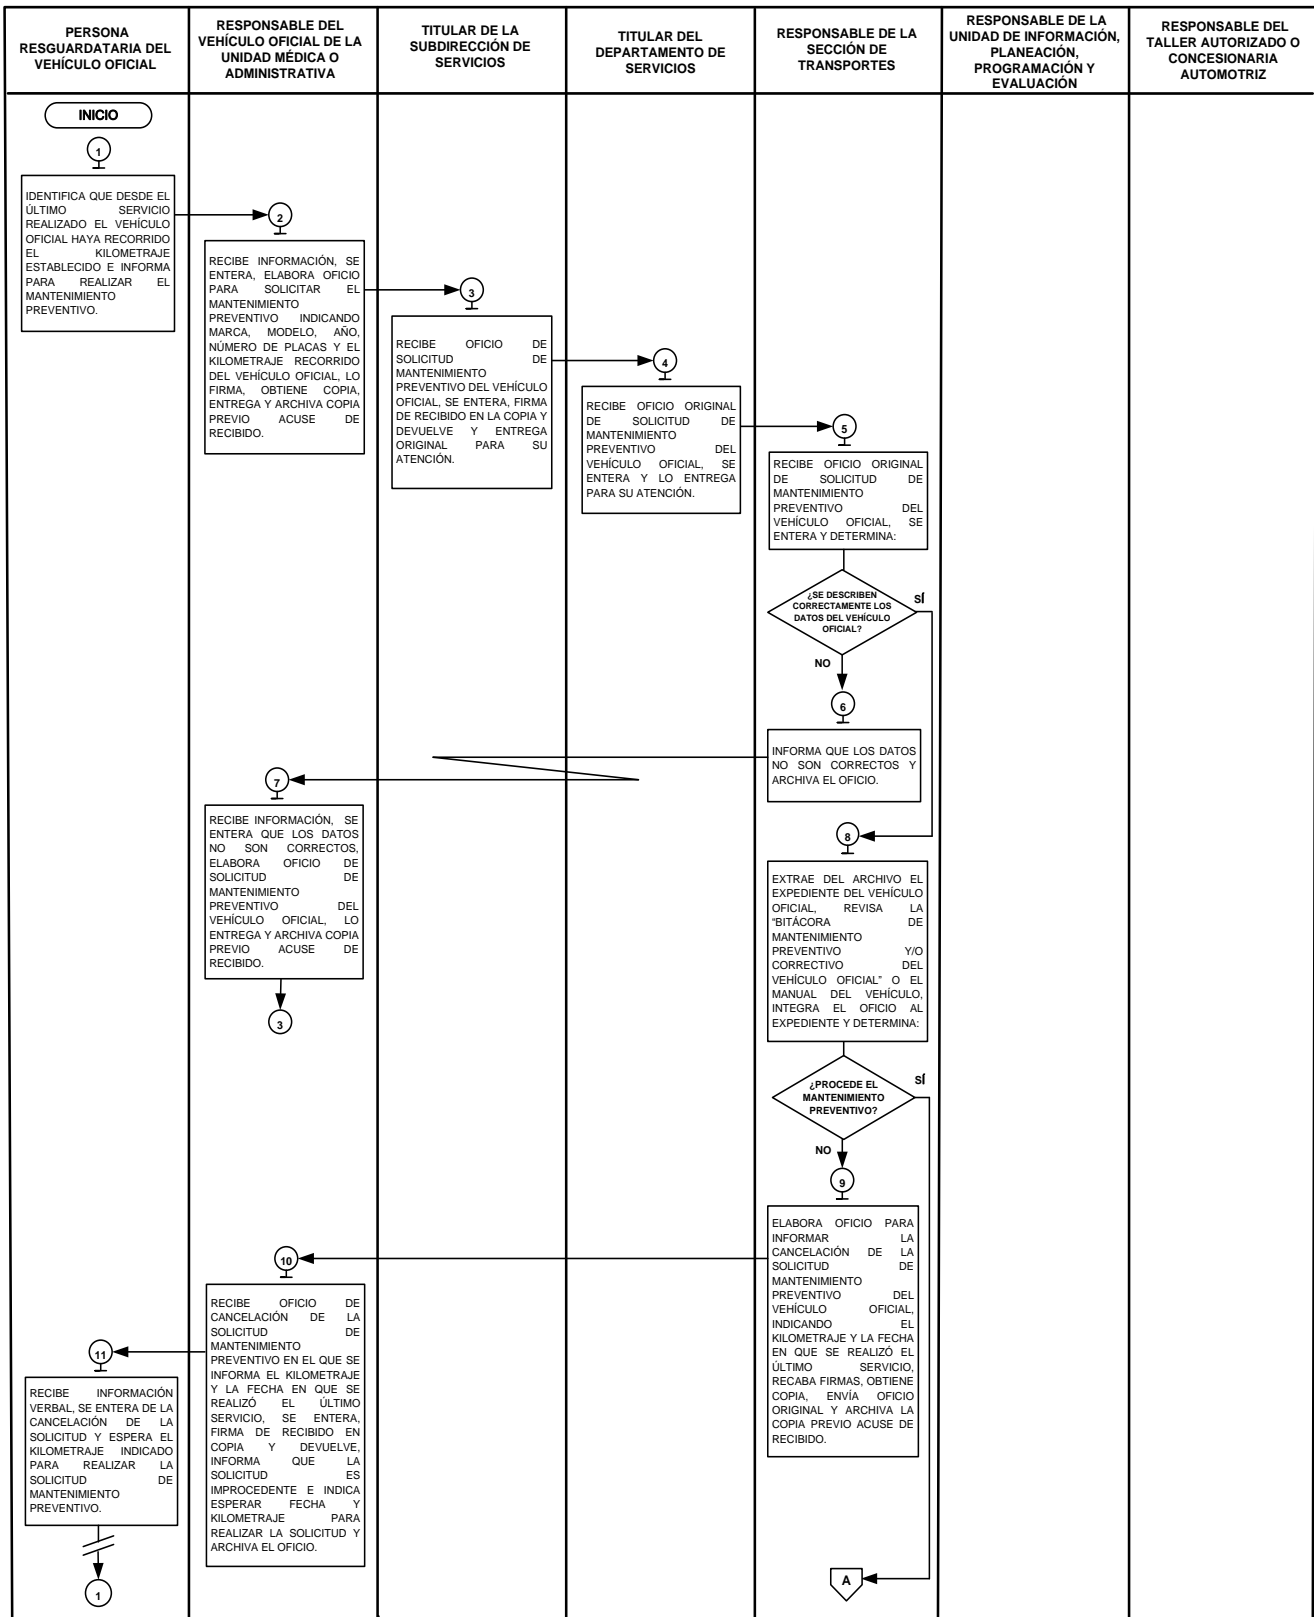 PERSONA
RESGUARDATARIA DEL
VEHÍCULO OFICIAL
RESPONSABLE DEL
VEHÍCULO OFICIAL DE LA
UNIDAD MÉDICA O
ADMINISTRATIVA
TITULAR DE LA
SUBDIRECCIÓN DE
SERVICIOS
TITULAR DEL
DEPARTAMENTO DE
SERVICIOS
RESPONSABLE DE LA
SECCIÓN DE
TRANSPORTES
RESPONSABLE DE LA
UNIDAD DE INFORMACIÓN,
PLANEACIÓN,
PROGRAMACIÓN Y
EVALUACIÓN
RESPONSABLE DEL
TALLER AUTORIZADO O
CONCESIONARIA
AUTOMOTRIZ
INICIO
1
IDENTIFICA QUE DESDE EL
ÚLTIMO SERVICIO
REALIZADO EL VEHÍCULO
OFICIAL HAYA RECORRIDO
EL KILOMETRAJE
ESTABLECIDO E INFORMA
PARA REALIZAR EL
MANTENIMIENTO
PREVENTIVO.
2
RECIBE INFORMACIÓN, SE
ENTERA, ELABORA OFICIO
PARA SOLICITAR EL
MANTENIMIENTO
PREVENTIVO INDICANDO
MARCA, MODELO, AÑO,
NÚMERO DE PLACAS Y EL
KILOMETRAJE RECORRIDO
DEL VEHÍCULO OFICIAL, LO
FIRMA, OBTIENE COPIA,
ENTREGA Y ARCHIVA COPIA
PREVIO ACUSE DE
RECIBIDO.
3
RECIBE OFICIO DE
SOLICITUD DE
MANTENIMIENTO
PREVENTIVO DEL VEHÍCULO
OFICIAL, SE ENTERA, FIRMA
DE RECIBIDO EN LA COPIA Y
DEVUELVE Y ENTREGA
ORIGINAL PARA SU
ATENCIÓN.
4
RECIBE OFICIO ORIGINAL
DE SOLICITUD DE
MANTENIMIENTO
PREVENTIVO DEL
VEHÍCULO OFICIAL, SE
ENTERA Y LO ENTREGA
PARA SU ATENCIÓN.
5
RECIBE OFICIO ORIGINAL
DE SOLICITUD DE
MANTENIMIENTO
PREVENTIVO DEL
VEHÍCULO OFICIAL, SE
ENTERA Y DETERMINA:
¿SE DESCRIBEN
CORRECTAMENTE LOS
DATOS DEL VEHÍCULO
OFICIAL?
SÍ
NO
6
INFORMA QUE LOS DATOS
NO SON CORRECTOS Y
ARCHIVA EL OFICIO.
7
RECIBE INFORMACIÓN, SE
ENTERA QUE LOS DATOS
NO SON CORRECTOS,
ELABORA OFICIO DE
SOLICITUD DE
MANTENIMIENTO
PREVENTIVO DEL
VEHÍCULO OFICIAL, LO
ENTREGA Y ARCHIVA COPIA
PREVIO ACUSE DE
RECIBIDO.
3
8
EXTRAE DEL ARCHIVO EL
EXPEDIENTE DEL VEHÍCULO
OFICIAL, REVISA LA
“BITÁCORA DE
MANTENIMIENTO
PREVENTIVO Y/O
CORRECTIVO DEL
VEHÍCULO OFICIAL” O EL
MANUAL DEL VEHÍCULO,
INTEGRA EL OFICIO AL
EXPEDIENTE Y DETERMINA:
¿PROCEDE EL
MANTENIMIENTO
PREVENTIVO?
SÍ
NO
9
ELABORA OFICIO PARA
INFORMAR LA
CANCELACIÓN DE LA
SOLICITUD DE
MANTENIMIENTO
PREVENTIVO DEL
VEHÍCULO OFICIAL,
INDICANDO EL
KILOMETRAJE Y LA FECHA
EN QUE SE REALIZÓ EL
ÚLTIMO SERVICIO,
RECABA FIRMAS, OBTIENE
COPIA, ENVÍA OFICIO
ORIGINAL Y ARCHIVA LA
COPIA PREVIO ACUSE DE
RECIBIDO.
10
RECIBE OFICIO DE
CANCELACIÓN DE LA
SOLICITUD DE
MANTENIMIENTO
PREVENTIVO EN EL QUE SE
INFORMA EL KILOMETRAJE
Y LA FECHA EN QUE SE
REALIZÓ EL ÚLTIMO
SERVICIO, SE ENTERA,
FIRMA DE RECIBIDO EN
COPIA Y DEVUELVE,
INFORMA QUE LA
SOLICITUD ES
IMPROCEDENTE E INDICA
ESPERAR FECHA Y
KILOMETRAJE PARA
REALIZAR LA SOLICITUD Y
ARCHIVA EL OFICIO.
11
RECIBE INFORMACIÓN
VERBAL, SE ENTERA DE LA
CANCELACIÓN DE LA
SOLICITUD Y ESPERA EL
KILOMETRAJE INDICADO
PARA REALIZAR LA
SOLICITUD DE
MANTENIMIENTO
PREVENTIVO.
1
A